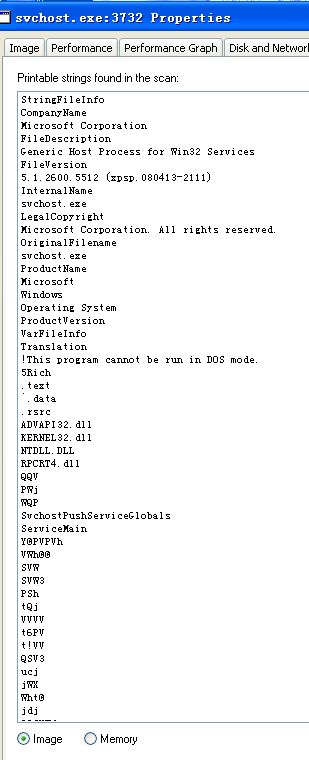 svchost.exe:3732 Properties
Image
Performance
Performance Graph
Disk and Network
Printable strings found in the scan:
StringFileInfo
CompanyName
Microsoft Corporation
FileDescription
Generic Host Process for Win32 Services
FileVersion
5.1.2600.5512 (xpsp.080413-2111)
InternalName
svchost.exe
LegalCopyright
Microsoft Corporation. All rights reserved.
OriginalFilename
svchost.exe
ProductName
Microsoft
Windows
Operating System
ProductVersion
VarFileInfo
Translation
!This program cannot be run in DOS mode.
5Rich
.text
`.data
.rsrc
ADVAPI32.dll
KERNEL32.dll
NTDLL.DLL
RPCRT4.dll
QQV
PWj
WQP
SvchostPushServiceGlobals
ServiceMain
Y@PVPVh
VWh@@
SVW
SVW3
PSh
tQj
VVVV
t6PV
t!VV
QSV3
ucj
jWX
Wht@
jdj
Image
Memory